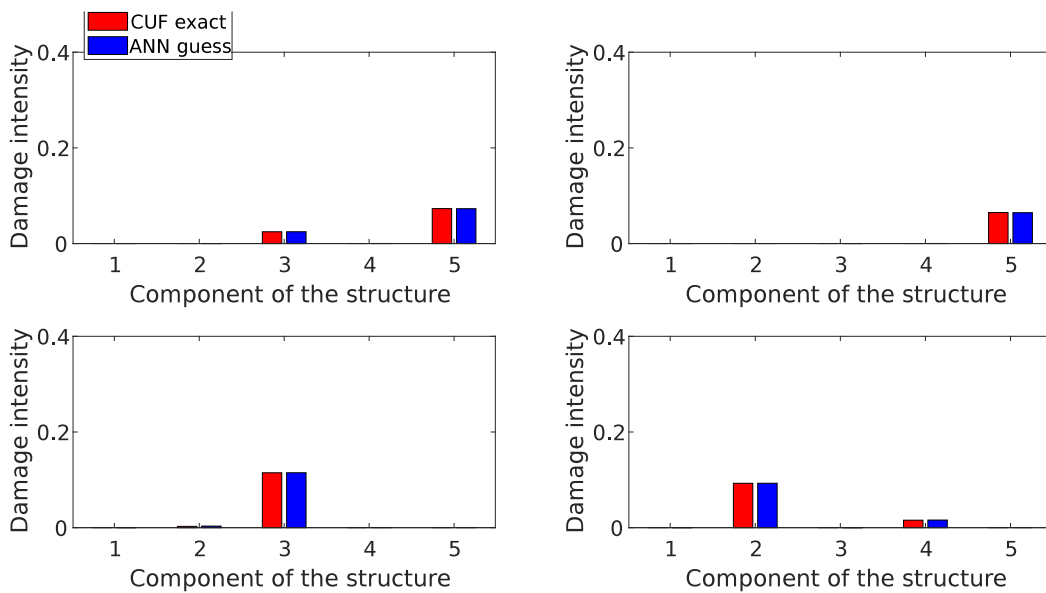 CUF exact
ANN guess
Damage intensity
0.4
0.2
0
1 2 3 4 5
Component of the structure
Damage intensity
0.4
0.2
0
1 2 3 4 5
Component of the structure
Damage intensity
0.4
0.2
0
1 2 3 4 5
Component of the structure
Damage intensity
0.4
0.2
0
1 2 3 4 5
Component of the structure